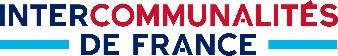 INTERCOMMUNALITÉS
DE FRANCE